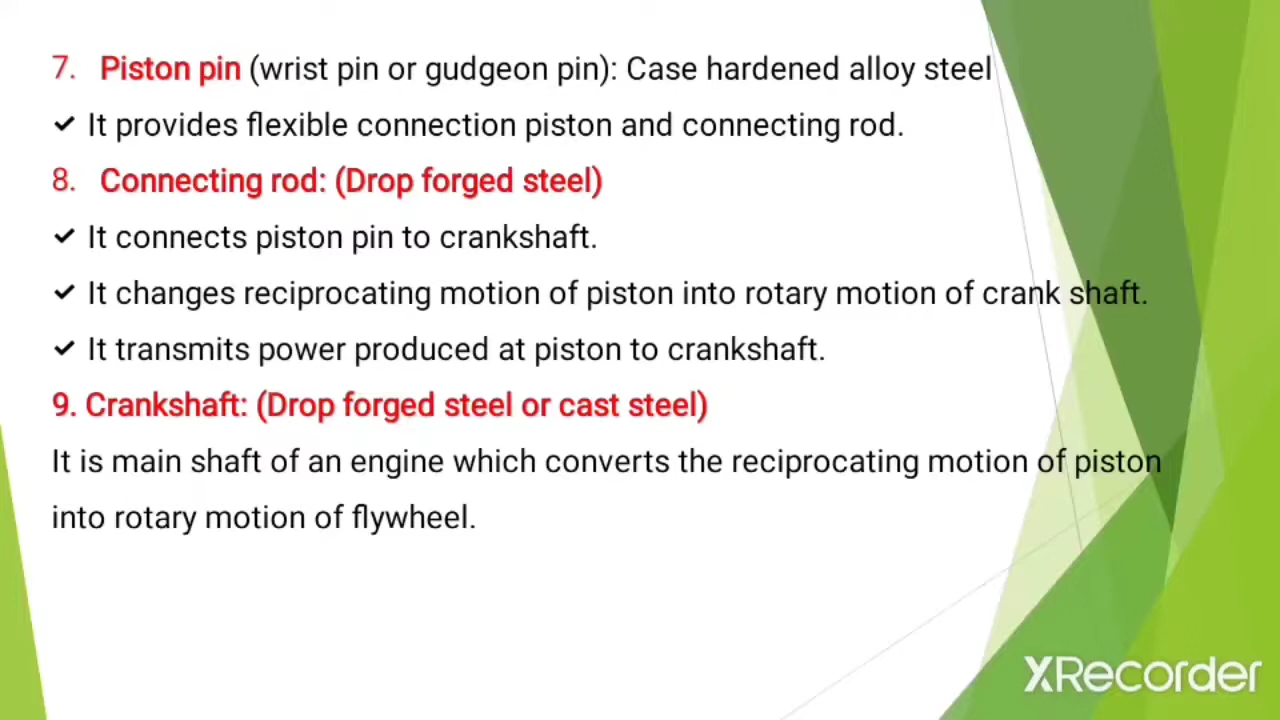 7. Piston pin (wrist pin or gudgeon pin): Case hardened alloy steel
✔ It provides flexible connection piston and connecting rod.
8. Connecting rod: (Drop forged steel)
✔ It connects piston pin to crankshaft.
✔ It changes reciprocating motion of piston into rotary motion of crank shaft.
✔ It transmits power produced at piston to crankshaft.
9. Crankshaft: (Drop forged steel or cast steel)
It is main shaft of an engine which converts the reciprocating motion of piston
into rotary motion of flywheel.
XRecorder